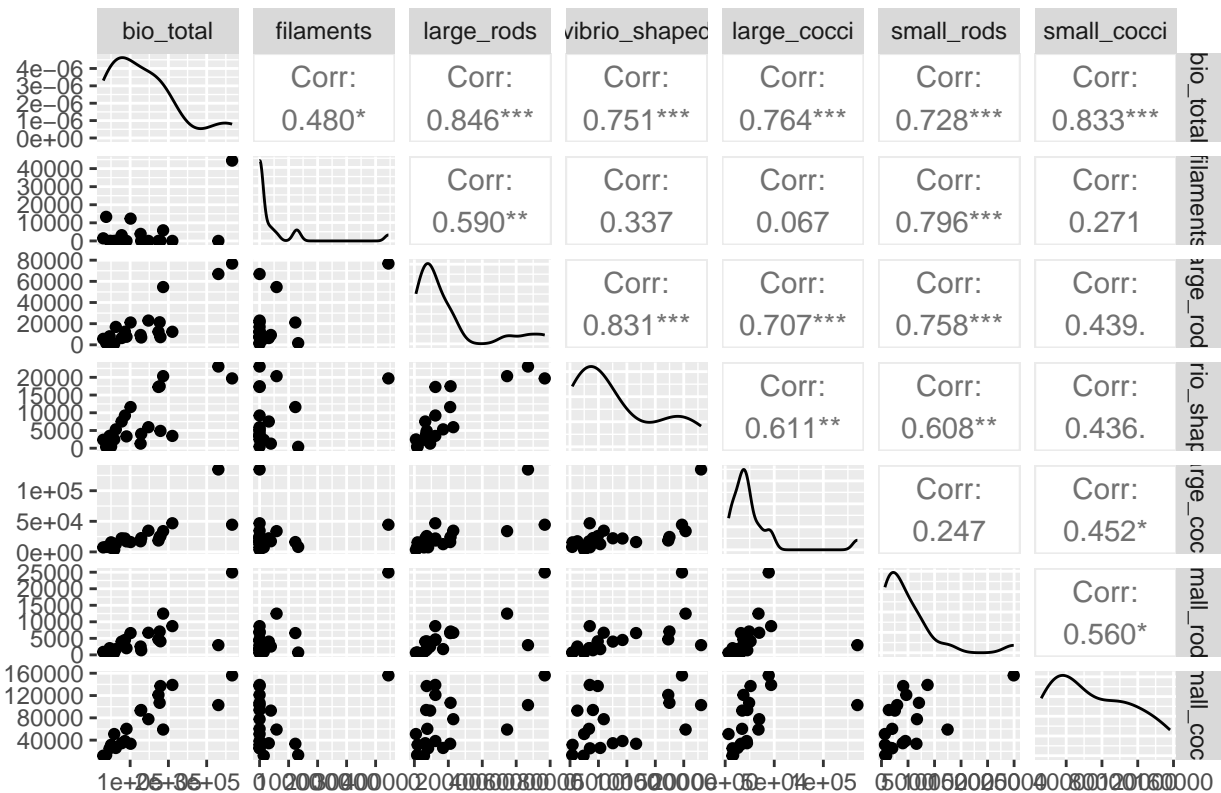 bio_total filaments large_rods vibrio_shaped large_cocci small_rods small_cocci
4e−06
3e−06
2e−06
1e−06
0e+00
Corr:
0.480*
Corr:
0.846***
Corr:
0.751***
Corr:
0.764***
Corr:
0.728***
Corr:
0.833***
bio_total
40000
30000
20000
10000
0
Corr:
0.590**
Corr:
0.337
Corr:
0.067
Corr:
0.796***
Corr:
0.271
filaments
80000
60000
40000
20000
0
Corr:
0.831***
Corr:
0.707***
Corr:
0.758***
Corr:
0.439.
arge_rod
20000
15000
10000
5000
0
Corr:
0.611**
Corr:
0.608**
Corr:
0.436.
rio_shap
1e+05
5e+04
0e+00
Corr:
0.247
Corr:
0.452*
rge_coc
25000
20000
15000
10000
5000
0
Corr:
0.560*
mall_rod
160000
120000
80000
40000
mall_coc